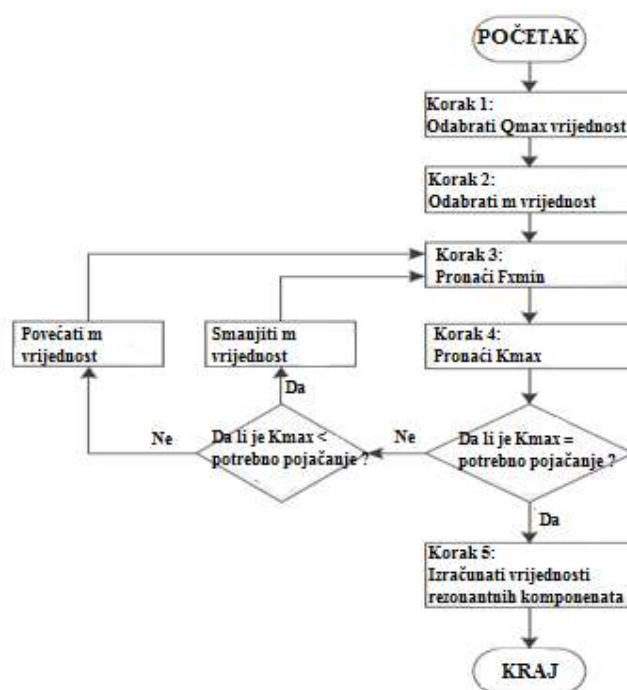 POČETAK
Korak 1:
Odabrati Qmax vrijednost
Korak 2:
Odabrati m vrijednost
Korak 3:
Pronaći Fxmin
Povećati m
vrijednost
Smanjiti m
vrijednost
Korak 4:
Pronaći Kmax
Da
Ne
Da li je Kmax <
potrebno pojačanje ?
Ne
Da li je Kmax =
potrebno pojačanje ?
Da
Korak 5:
Izračunati vrijednosti
rezonantnih komponenata
KRAJ